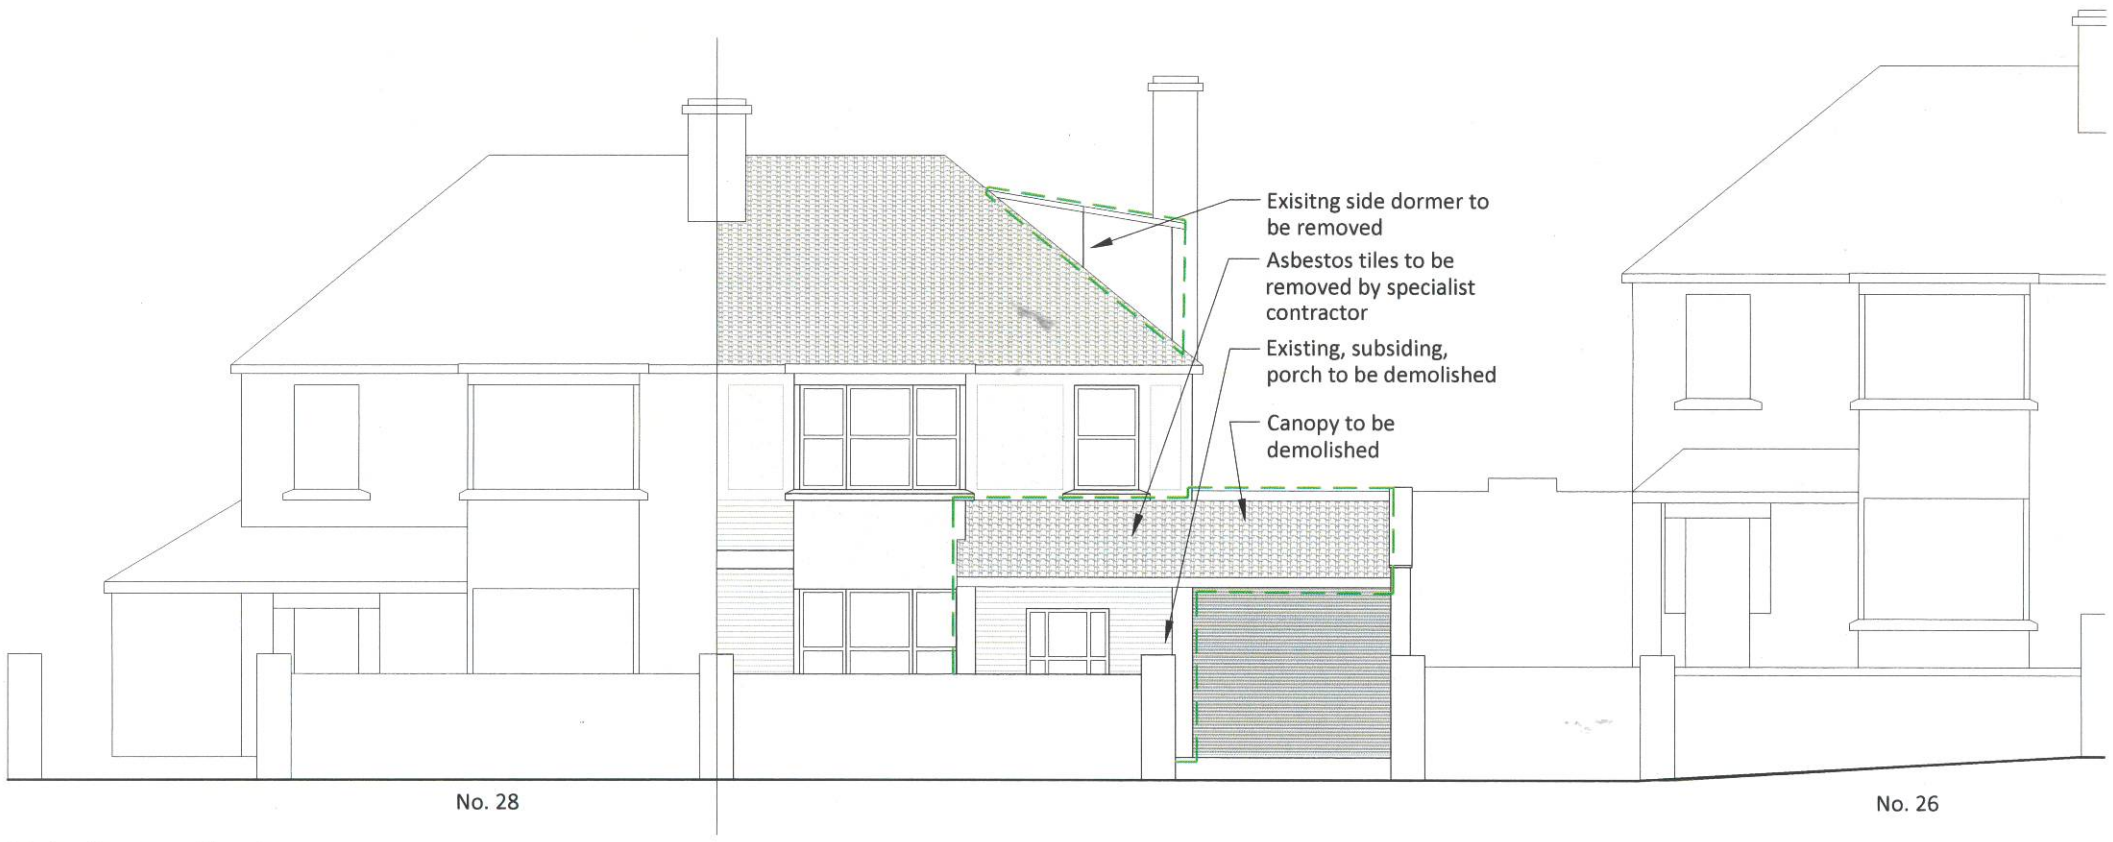 Exisitng side dormer to
be removed
Asbestos tiles to be
removed by specialist
contractor
Existing, subsiding,
porch to be demolished
Canopy to be
demolished
No. 28
No. 26